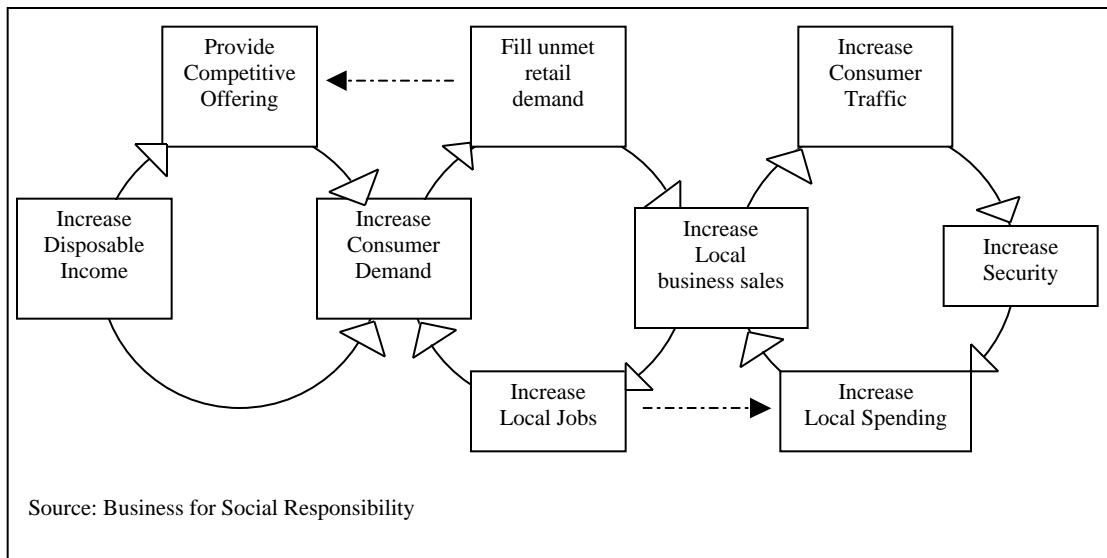 Provide
Competitive
Offering
Fill unmet
retail
demand
Increase
Consumer
Traffic
Increase
Disposable
Income
Increase
Consumer
Demand
Increase
Local
business sales
Increase
Security
Increase
Local Jobs
Increase
Local Spending
Source: Business for Social Responsibility